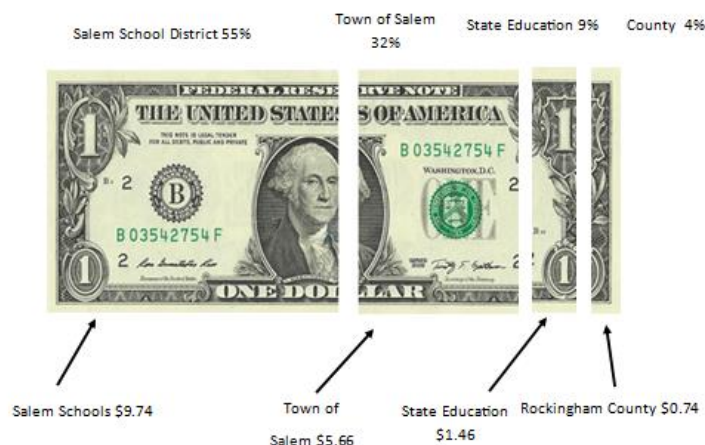 Salem School District 55%
Town of Salem
32%
State Education 9%
County 4%
FEDERAL RESERVE NOTE
THE UNITED STATES OF AMERICA
THIS NOTE IS LEGAL TENDER
FOR ALL DEBTS, PUBLIC AND PRIVATE
B 03542754 F
WASHINGTON, D.C.
2
B
ONE
2
B 03542754 F
2
1
1
1
1
ONE DOLLAR
Salem Schools $9.74
Town of
Salem $5.66
State Education
$1.46
Rockingham County $0.74